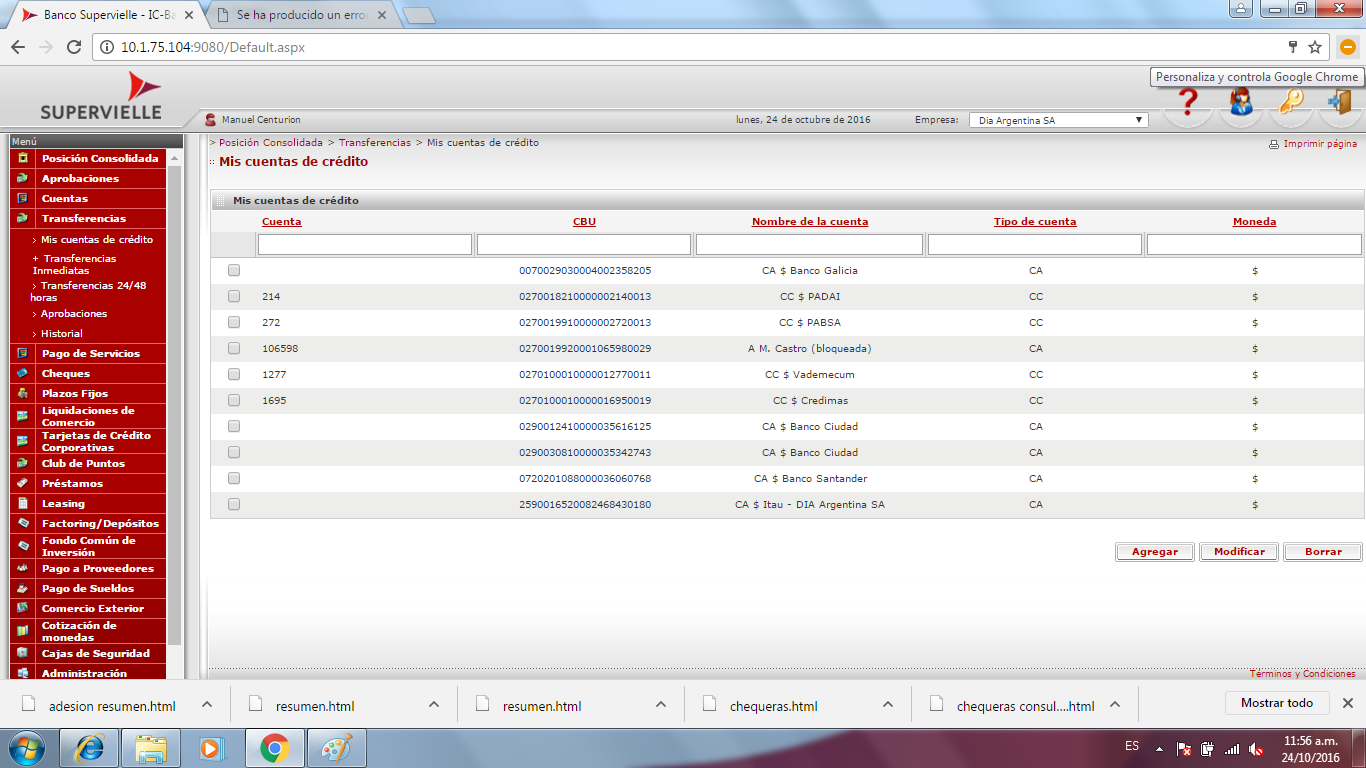 Banco Supervielle - IC-Ba
Se ha producido un erro
10.1.75.104:9080/Default.aspx
Personaliza y controla Google Chrome
SUPERVIELLE
Manuel Centurion
lunes, 24 de octubre de 2016
Empresa:
Dia Argentina SA
Menú
Posición Consolidada
Aprobaciones
Cuentas
Transferencias
> Mis cuentas de crédito
+ Transferencias
Inmediatas
> Transferencias 24/48
horas
> Aprobaciones
> Historial
Pago de Servicios
Cheques
Plazos Fijos
Liquidaciones de
Comercio
Tarjetas de Crédito
Corporativas
Club de Puntos
Préstamos
Leasing
Factoring/Depósitos
Fondo Común de
Inversión
Pago a Proveedores
Pago de Sueldos
Comercio Exterior
Cotización de
monedas
Cajas de Seguridad
Administración
> Posición Consolidada > Transferencias > Mis cuentas de crédito
Imprimir página
Mis cuentas de crédito
Mis cuentas de crédito
Cuenta CBU Nombre de la cuenta Tipo de cuenta Moneda
0070029030004002358205 CA $ Banco Galicia CA $
214 0270018210000002140013 CC $ PADAI CC $
272 0270019910000002720013 CC $ PABSA CC $
106598 0270019920001065980029 A M. Castro (bloqueada) CA $
1277 0270100010000012770011 CC $ Vademecum CC $
1695 0270100010000016950019 CC $ Credimas CC $
0290012410000035616125 CA $ Banco Ciudad CA $
0290030810000035342743 CA $ Banco Ciudad CA $
0720201088000036060768 CA $ Banco Santander CA $
2590016520082468430180 CA $ Itau - DIA Argentina SA CA $
Agregar Modificar Borrar
Términos y Condiciones
adesion resumen.html
resumen.html
resumen.html
chequeras.html
chequeras consul....html
Mostrar todo
ES
11:56 a.m.
24/10/2016